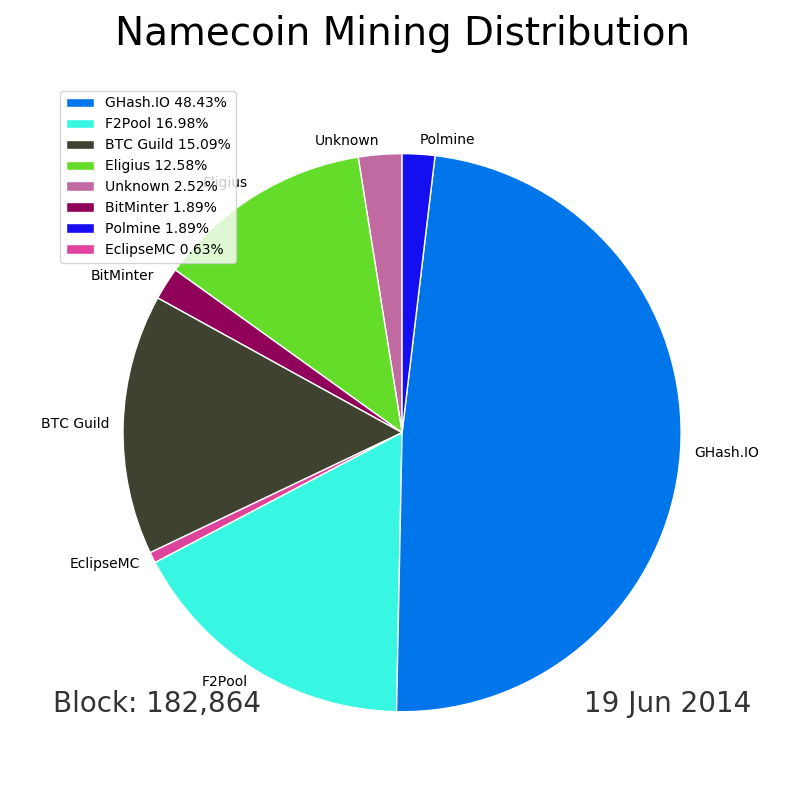 Namecoin Mining Distribution
GHash.IO 48.43%
F2Pool 16.98%
BTC Guild 15.09%
Eligius 12.58%
Unknown 2.52%
BitMinter 1.89%
Polmine 1.89%
EclipseMC 0.63%
Unknown
Polmine
Eligius
BitMinter
BTC Guild
GHash.IO
EclipseMC
F2Pool
Block: 182,864
19 Jun 2014